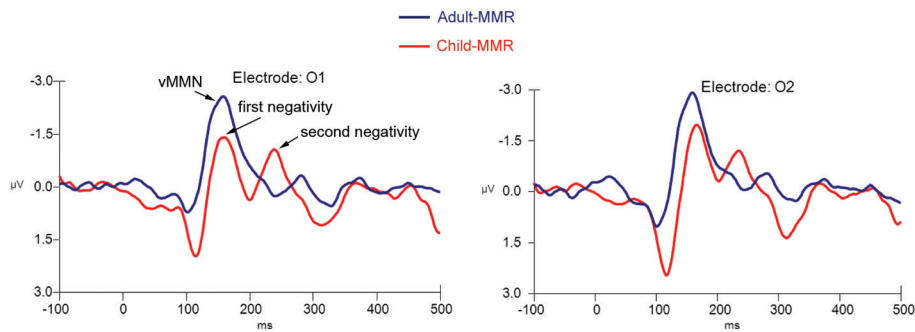 Adult-MMR
Child-MMR
-3.0
-1.5
0.0
1.5
3.0
µV
vMMN
Electrode: O1
first negativity
second negativity
-100 0 100 200 300 400 500
ms
-3.0
-1.5
0.0
1.5
3.0
µV
Electrode: O2
-100 0 100 200 300 400 500
ms